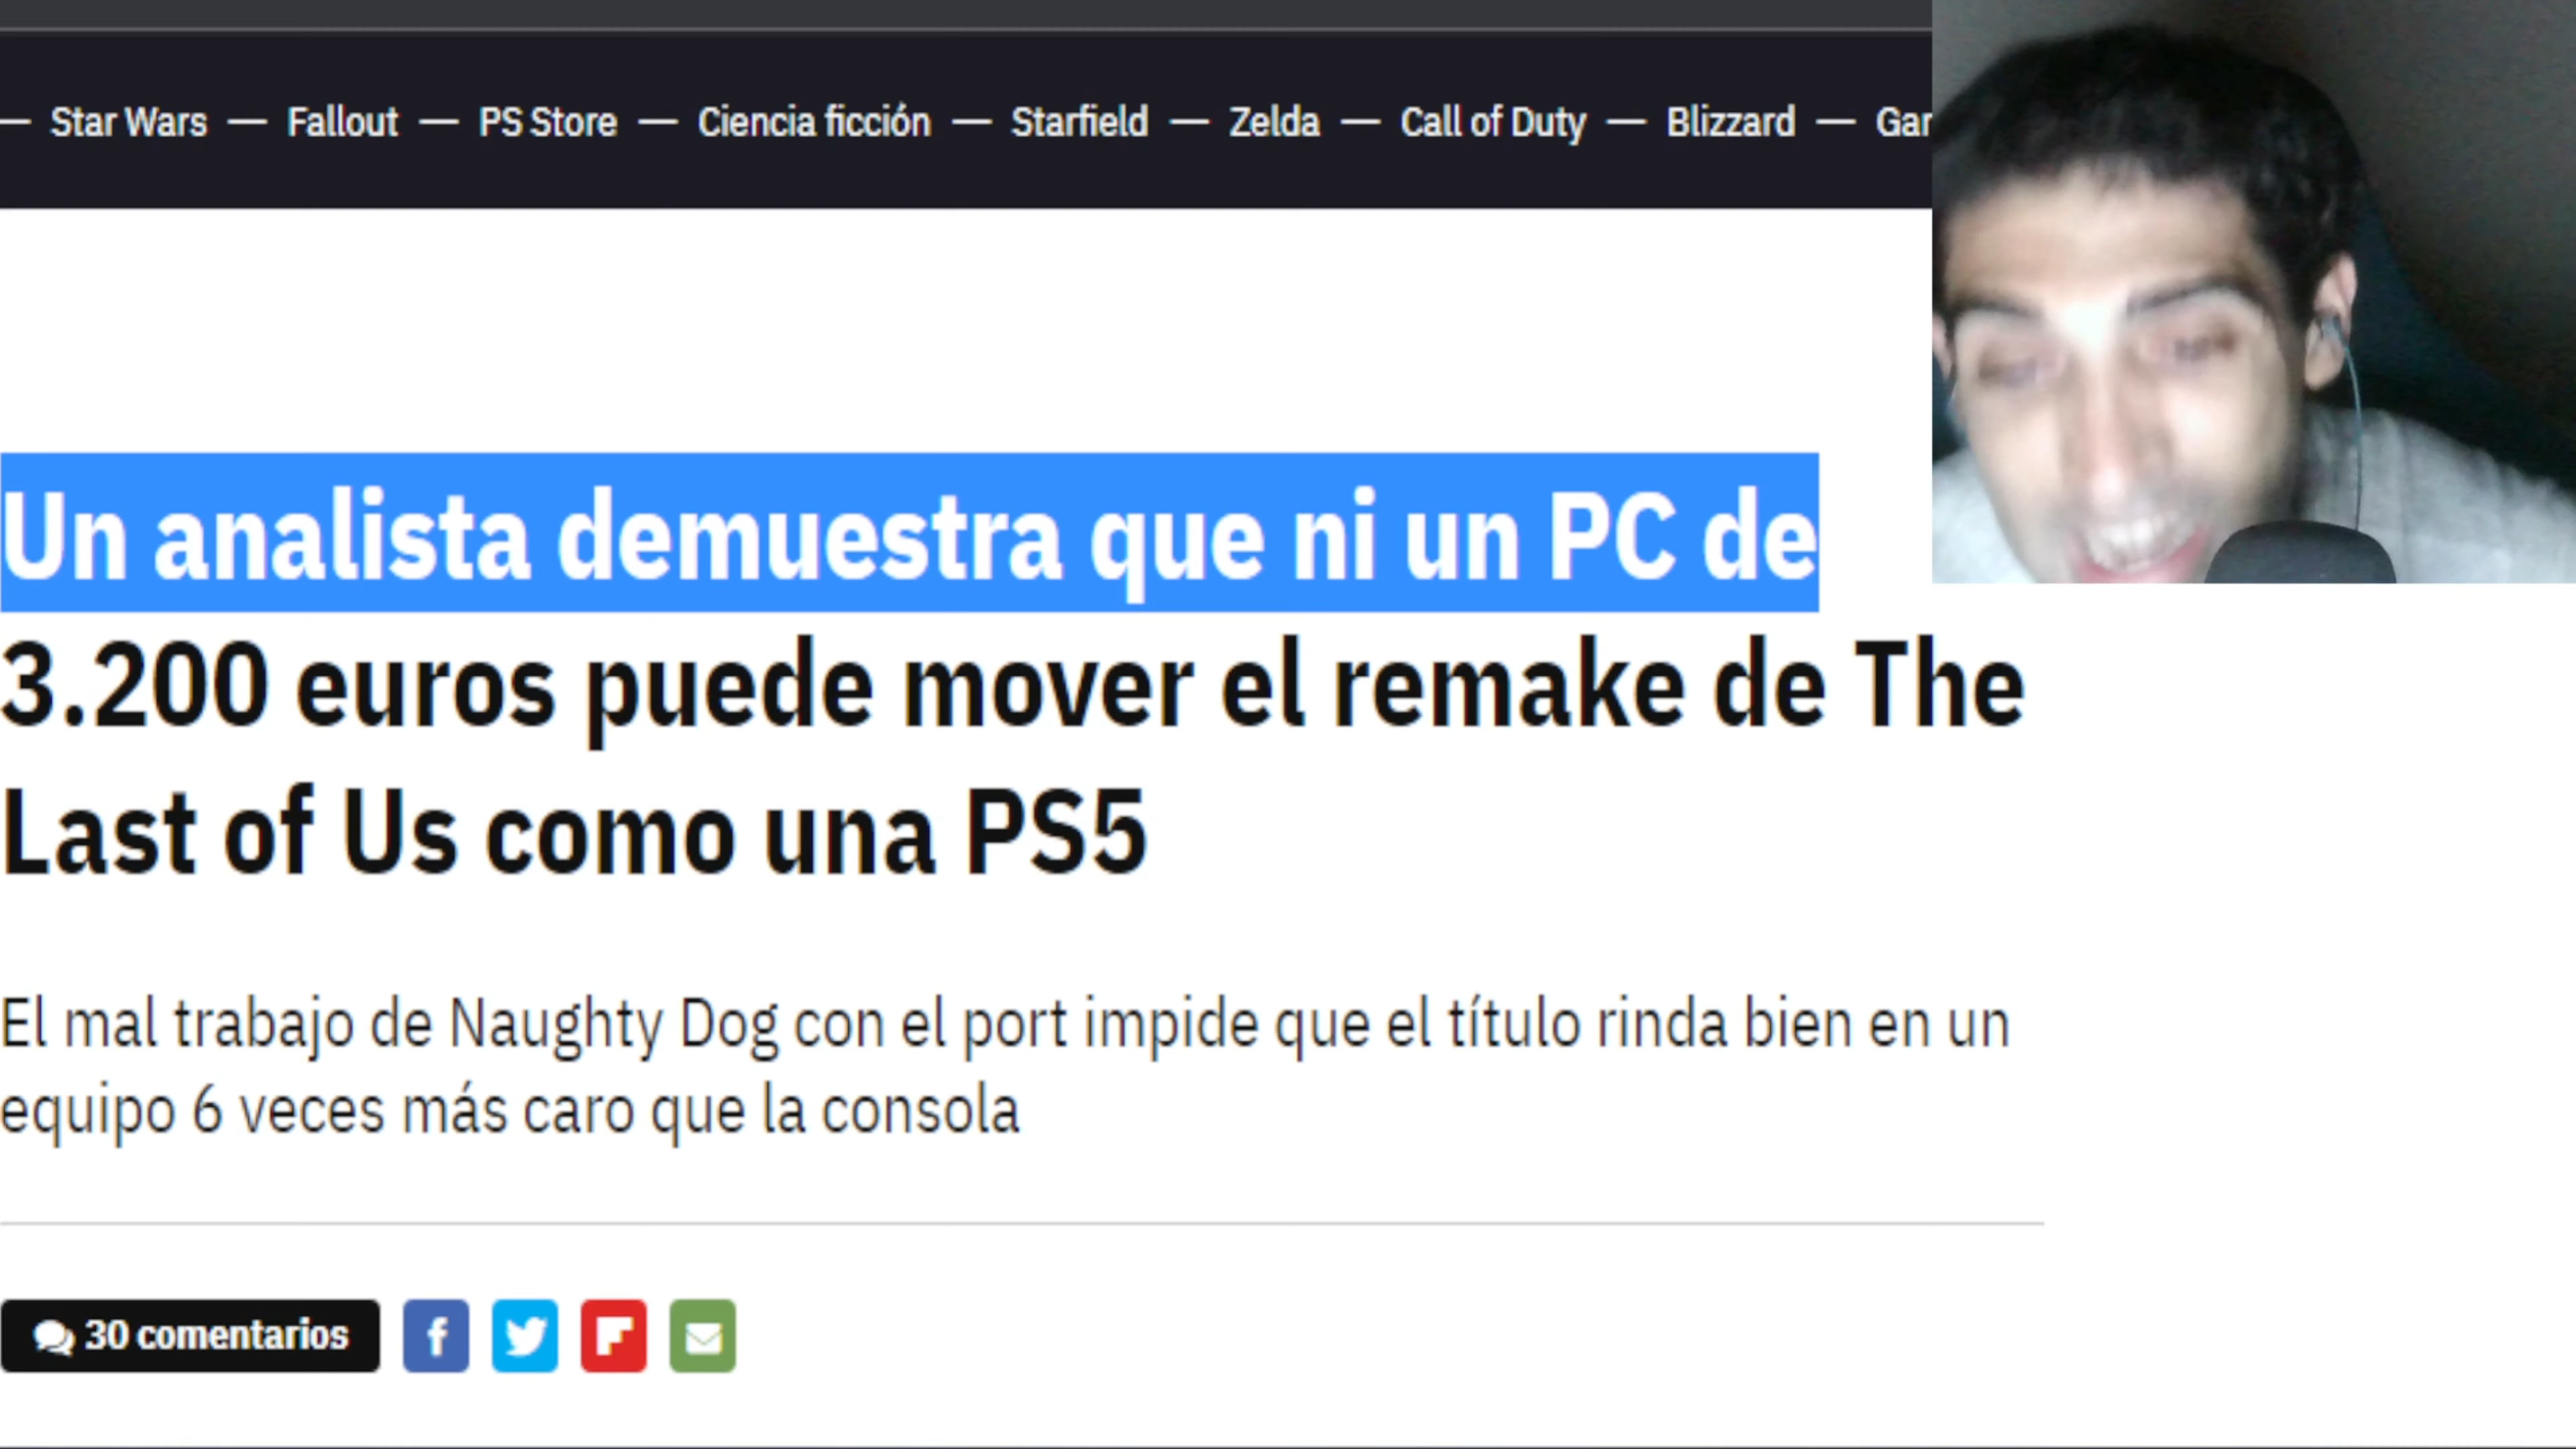 — Star Wars — Fallout — PS Store — Ciencia ficción — Starfield — Zelda — Call of Duty — Blizzard — Gar
Un analista demuestra que ni un PC de
3.200 euros puede mover el remake de The
Last of Us como una PS5
El mal trabajo de Naughty Dog con el port impide que el título rinda bien en un
equipo 6 veces más caro que la consola
30 comentarios